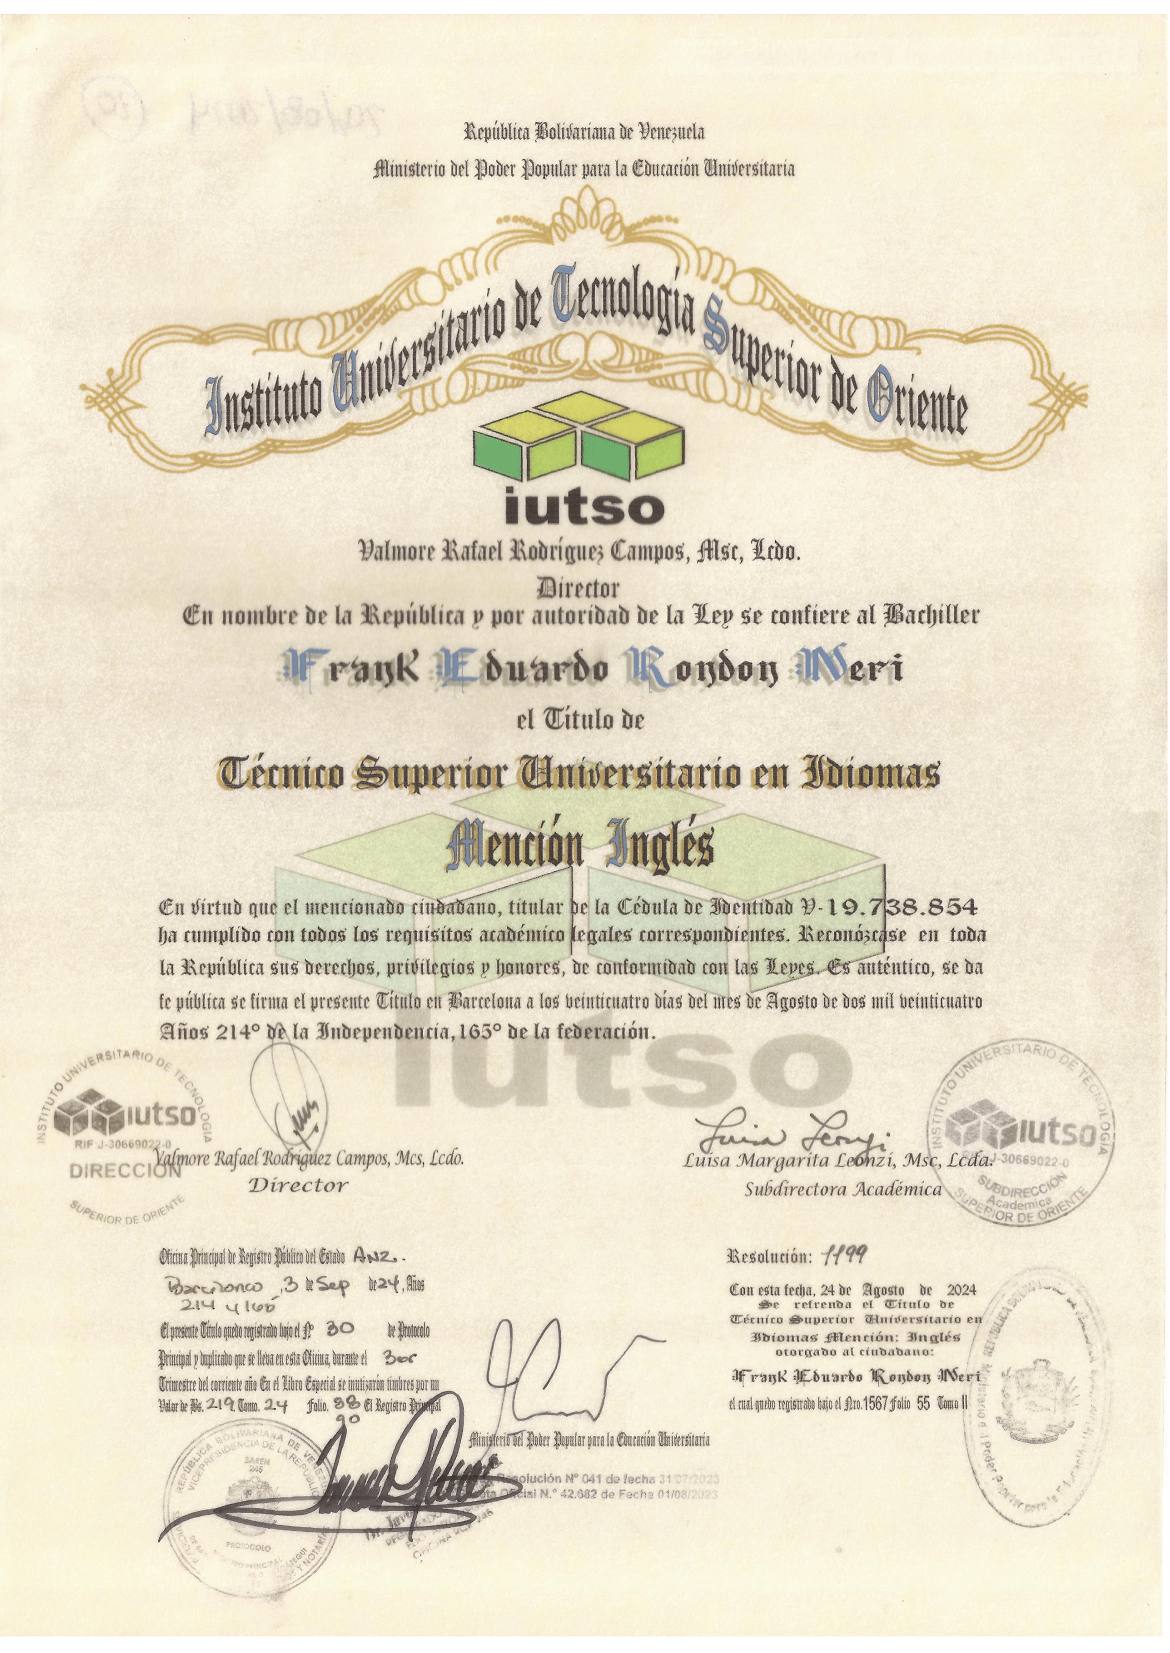 República Bolivariana de Venezuela
Ministerio del Poder Popular para la Educación Universitaria
Instituto Universitario de Tecnología Superior de Oriente
iutso
Valmore Rafael Rodríguez Campos, Msc, Lcdo.
Director
En nombre de la República y por autoridad de la Ley se confiere al Bachiller
Frank Eduardo Rondon Neri
el Título de
Técnico Superior Universitario en Idiomas
Mención Inglés
En virtud que el mencionado ciudadano, titular de la Cédula de Identidad V-19.738.854
ha cumplido con todos los requisitos académico legales correspondientes. Reconózcase en toda
la República sus derechos, privilegios y honores, de conformidad con las Leyes. Es auténtico, se da
fe pública se firma el presente Título en Barcelona a los veinticuatro días del mes de Agosto de dos mil veinticuatro
Años 214° de la Independencia, 165° de la federación.
iutso
INSTITUTO UNIVERSITARIO DE TECNOLOGIA
iutso
RIF J-30669022-0
DIRECCIÓN
SUPERIOR DE ORIENTE
Valmore Rafael Rodríguez Campos, Mcs, Lcdo.
Director
Luisa Leonzi
Luisa Margarita Leonzi, Msc, Lcda.
Subdirectora Académica
INSTITUTO UNIVERSITARIO DE TECNOLOGIA
iutso
J-30669022-0
SUBDIRECCIÓN
Académica
SUPERIOR DE ORIENTE
Oficina Principal de Registro Público del Estado Anz.
Barcelona, 3 de Sep de 24, Años
214 y 165
El presente Título quedo registrado bajo el Nº 30 de Protocolo
Principal y duplicado que se lleva en esta Oficina, durante el 3er
Trimestre del corriente año En el Libro Especial se inutilizarón timbres por un
Valor de Bs. 219 Tomo. 24 Folio. 88 El Registro Principal
90
Resolución: 1199
Con esta fecha, 24 de Agosto de 2024
Se refrenda el Título de
Técnico Superior Universitario en
Idiomas Mención: Inglés
otorgado al ciudadano:
Frank Eduardo Rondon Neri
el cual quedo registrado bajo el Nro. 1567 Folio 55 Tomo II
Ministerio del Poder Popular para la Educación Universitaria
Resolución N° 041 de fecha 31/07/2023
Oficial N.° 42.682 de Fecha 01/08/2023
REPÚBLICA BOLIVARIANA DE
VICEPRESIDENCIA DE LA REPÚBLICA
SAREN
PROTOCOLO